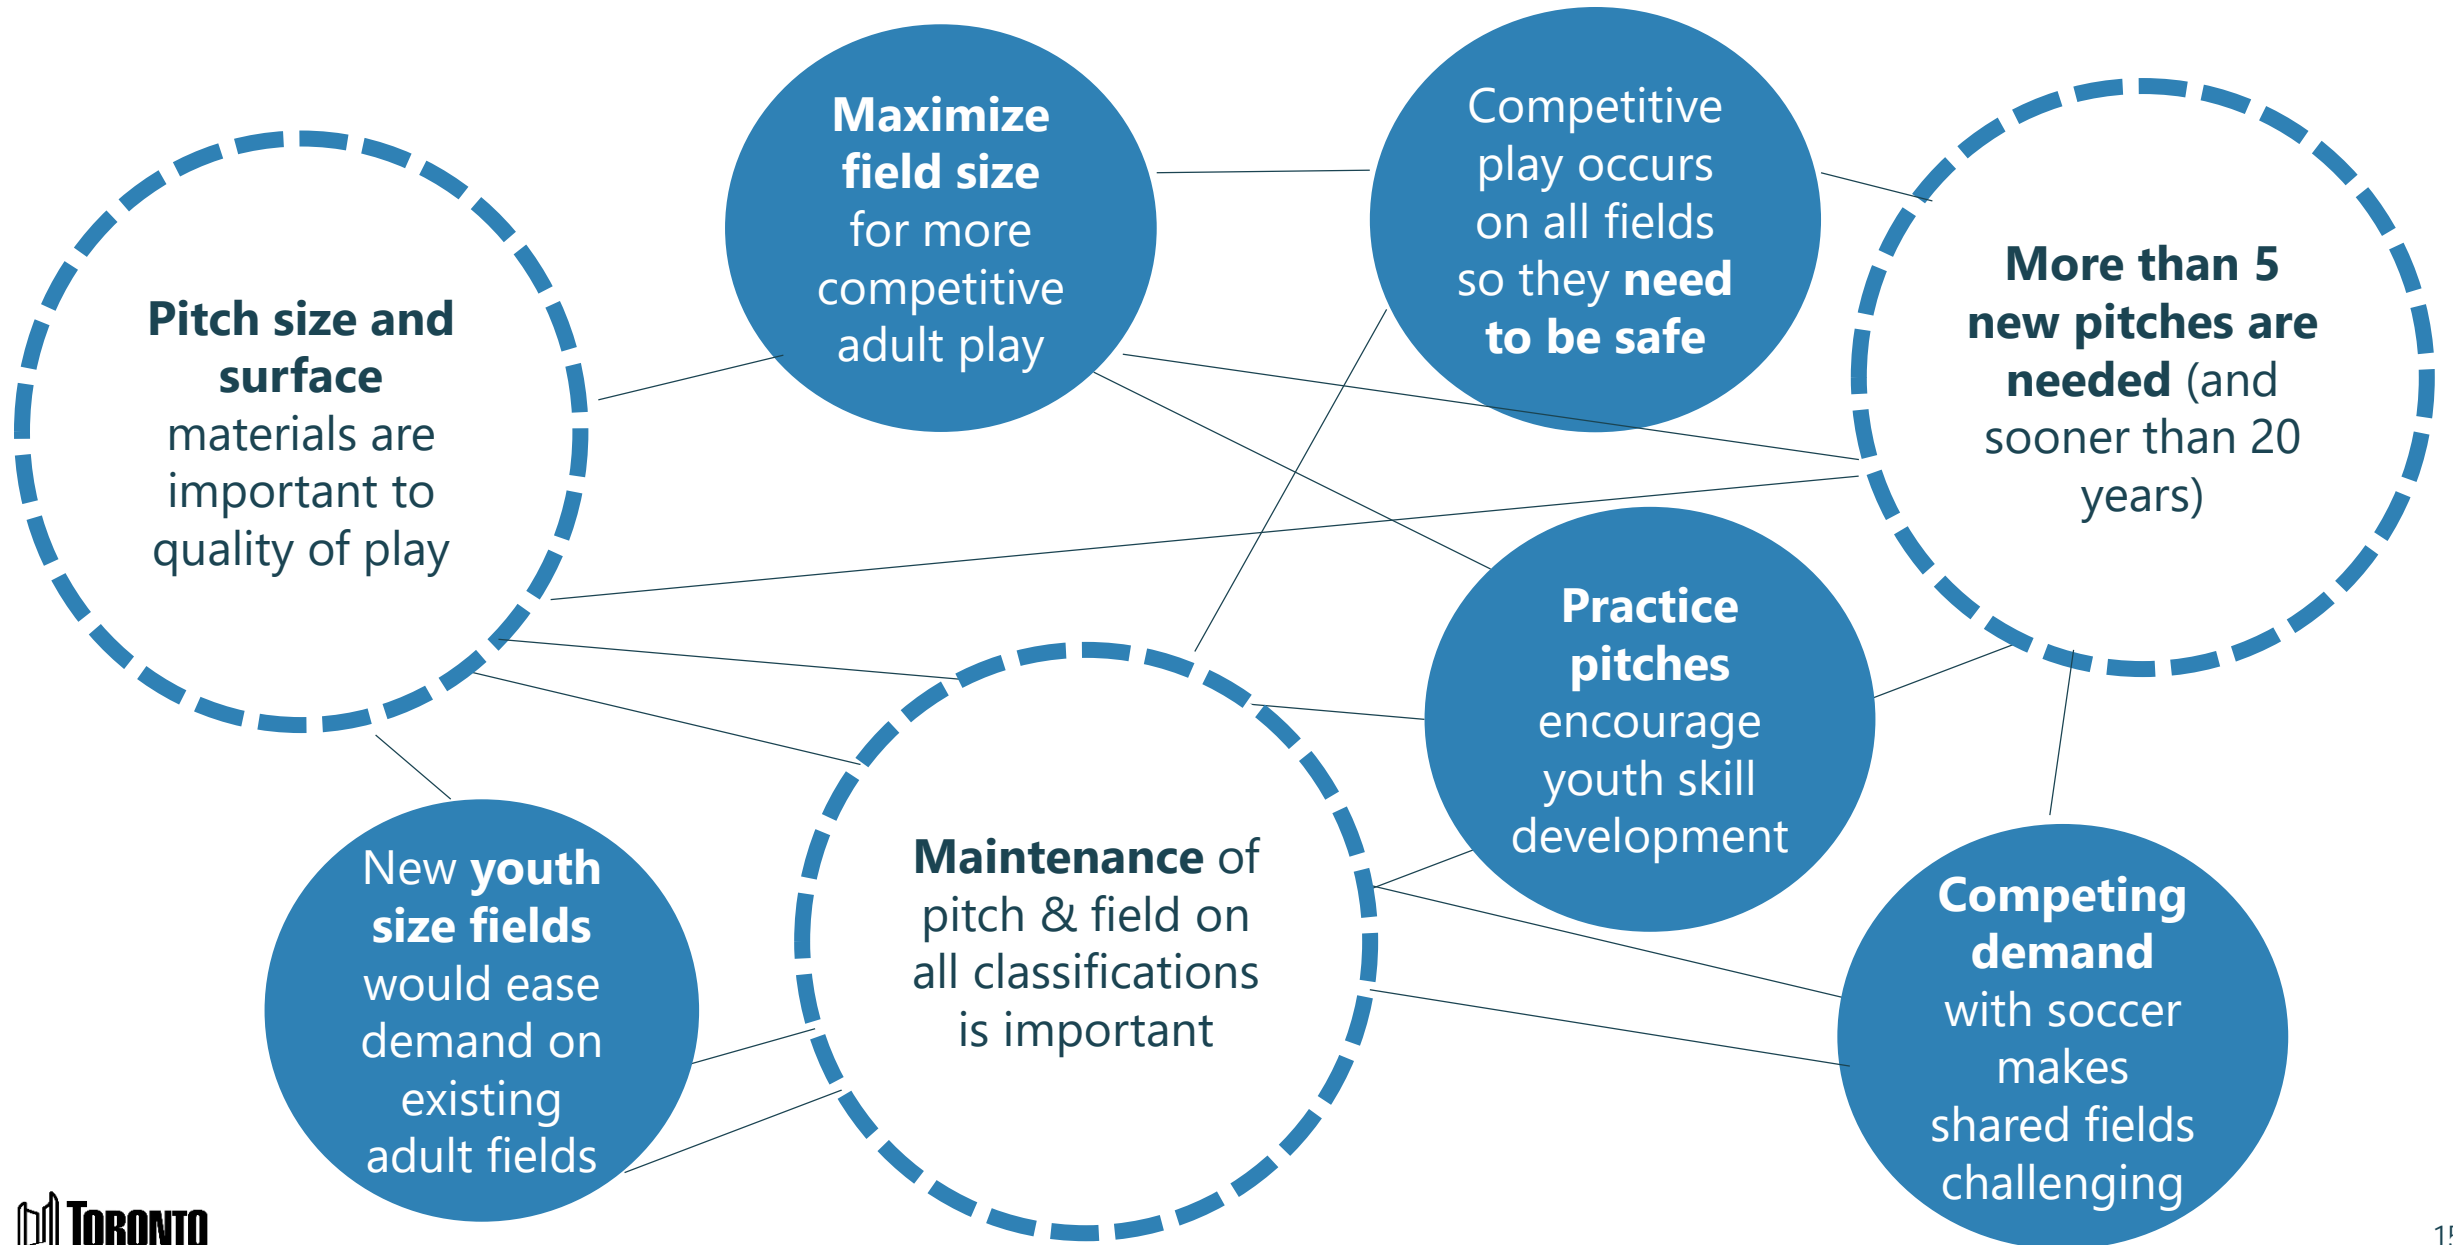 Pitch size and
surface
materials are
important to
quality of play
Maximize
field size
for more
competitive
adult play
Competitive
play occurs
on all fields
so they need
to be safe
More than 5
new pitches are
needed (and
sooner than 20
years)
Practice
pitches
encourage
youth skill
development
New youth
size fields
would ease
demand on
existing
adult fields
Maintenance of
pitch & field on
all classifications
is important
Competing
demand
with soccer
makes
shared fields
challenging
TORONTO
15